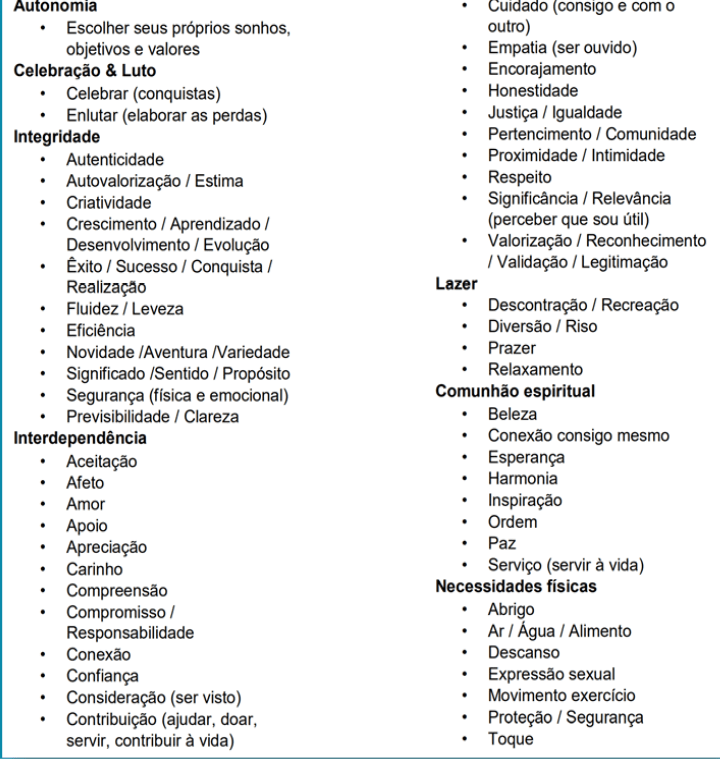 Autonomia
• Escolher seus próprios sonhos,
objetivos e valores
Celebração & Luto
• Celebrar (conquistas)
• Enlutar (elaborar as perdas)
Integridade
• Autenticidade
• Autovalorização / Estima
• Criatividade
• Crescimento / Aprendizado /
Desenvolvimento / Evolução
• Êxito / Sucesso / Conquista /
Realização
• Fluidez / Leveza
• Eficiência
• Novidade /Aventura /Variedade
• Significado /Sentido / Propósito
• Segurança (física e emocional)
• Previsibilidade / Clareza
Interdependência
• Aceitação
• Afeto
• Amor
• Apoio
• Apreciação
• Carinho
• Compreensão
• Compromisso /
Responsabilidade
• Conexão
• Confiança
• Consideração (ser visto)
• Contribuição (ajudar, doar,
servir, contribuir à vida)
• Cuidado (consigo e com o
outro)
• Empatia (ser ouvido)
• Encorajamento
• Honestidade
• Justiça / Igualdade
• Pertencimento / Comunidade
• Proximidade / Intimidade
• Respeito
• Significância / Relevância
(perceber que sou útil)
• Valorização / Reconhecimento
/ Validação / Legitimação
Lazer
• Descontração / Recreação
• Diversão / Riso
• Prazer
• Relaxamento
Comunhão espiritual
• Beleza
• Conexão consigo mesmo
• Esperança
• Harmonia
• Inspiração
• Ordem
• Paz
• Serviço (servir à vida)
Necessidades físicas
• Abrigo
• Ar / Água / Alimento
• Descanso
• Expressão sexual
• Movimento exercício
• Proteção / Segurança
• Toque